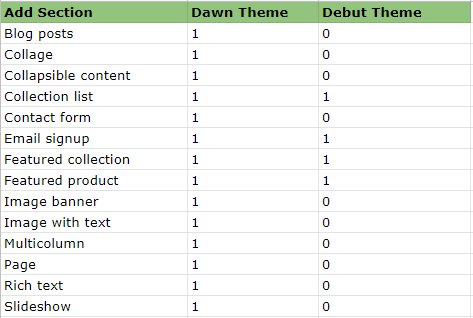 Add Section Dawn Theme Debut Theme
Blog posts 1 0
Collage 1 0
Collapsible content 1 0
Collection list 1 1
Contact form 1 0
Email signup 1 1
Featured collection 1 1
Featured product 1 1
Image banner 1 0
Image with text 1 0
Multicolumn 1 0
Page 1 0
Rich text 1 0
Slideshow 1 0